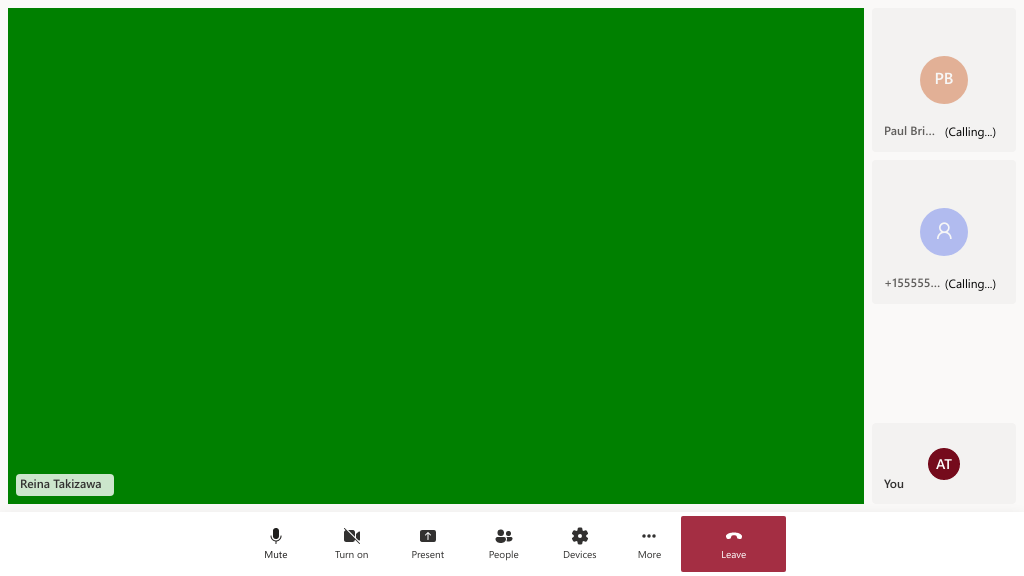 PB
Paul Bri... (Calling...)
+155555... (Calling...)
Reina Takizawa
AT
You
Mute
Turn on
Present
People
Devices
More
Leave